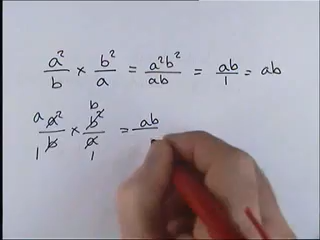 a²/b × b²/a = a²b²/ab = ab/1 = ab
a a²/b 1 × b b²/a 1 = ab/